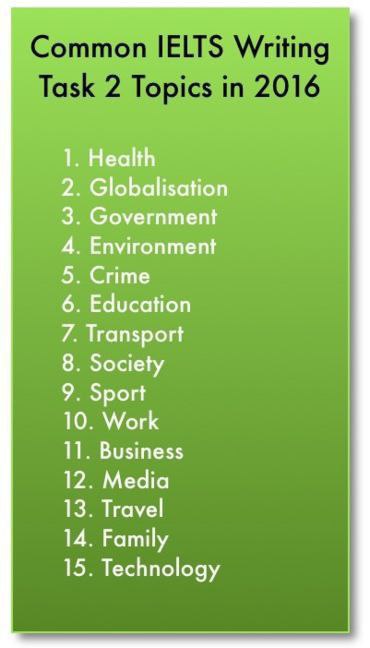 Common IELTS Writing
Task 2 Topics in 2016
1. Health
2. Globalisation
3. Government
4. Environment
5. Crime
6. Education
7. Transport
8. Society
9. Sport
10. Work
11. Business
12. Media
13. Travel
14. Family
15. Technology